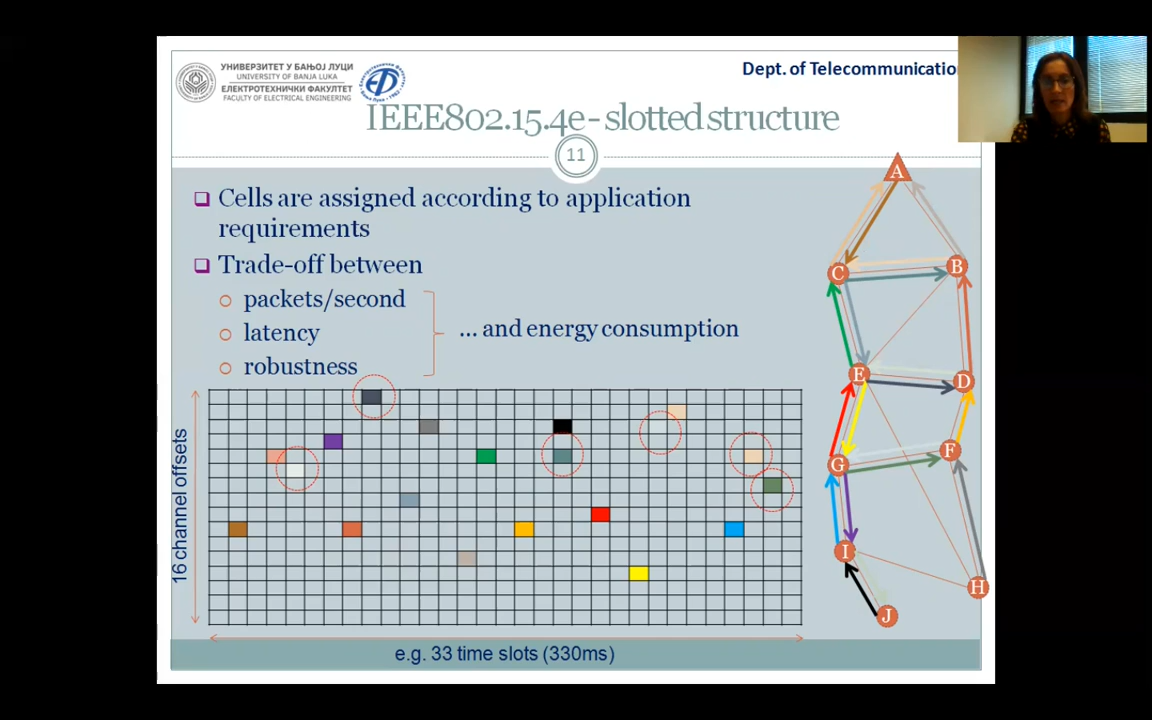 УНИВЕРЗИТЕТ У БАЊОЈ ЛУЦИ
UNIVERSITY OF BANJA LUKA
ЕЛЕКТРОТЕХНИЧКИ ФАКУЛТЕТ
FACULTY OF ELECTRICAL ENGINEERING
Dept. of Telecommunicatio
IEEE802.15.4e - slotted structure
11
Cells are assigned according to application
requirements
Trade-off between
packets/second
latency
robustness
... and energy consumption
16 channel offsets
e.g. 33 time slots (330ms)
A
C
B
E
D
G
F
I
H
J